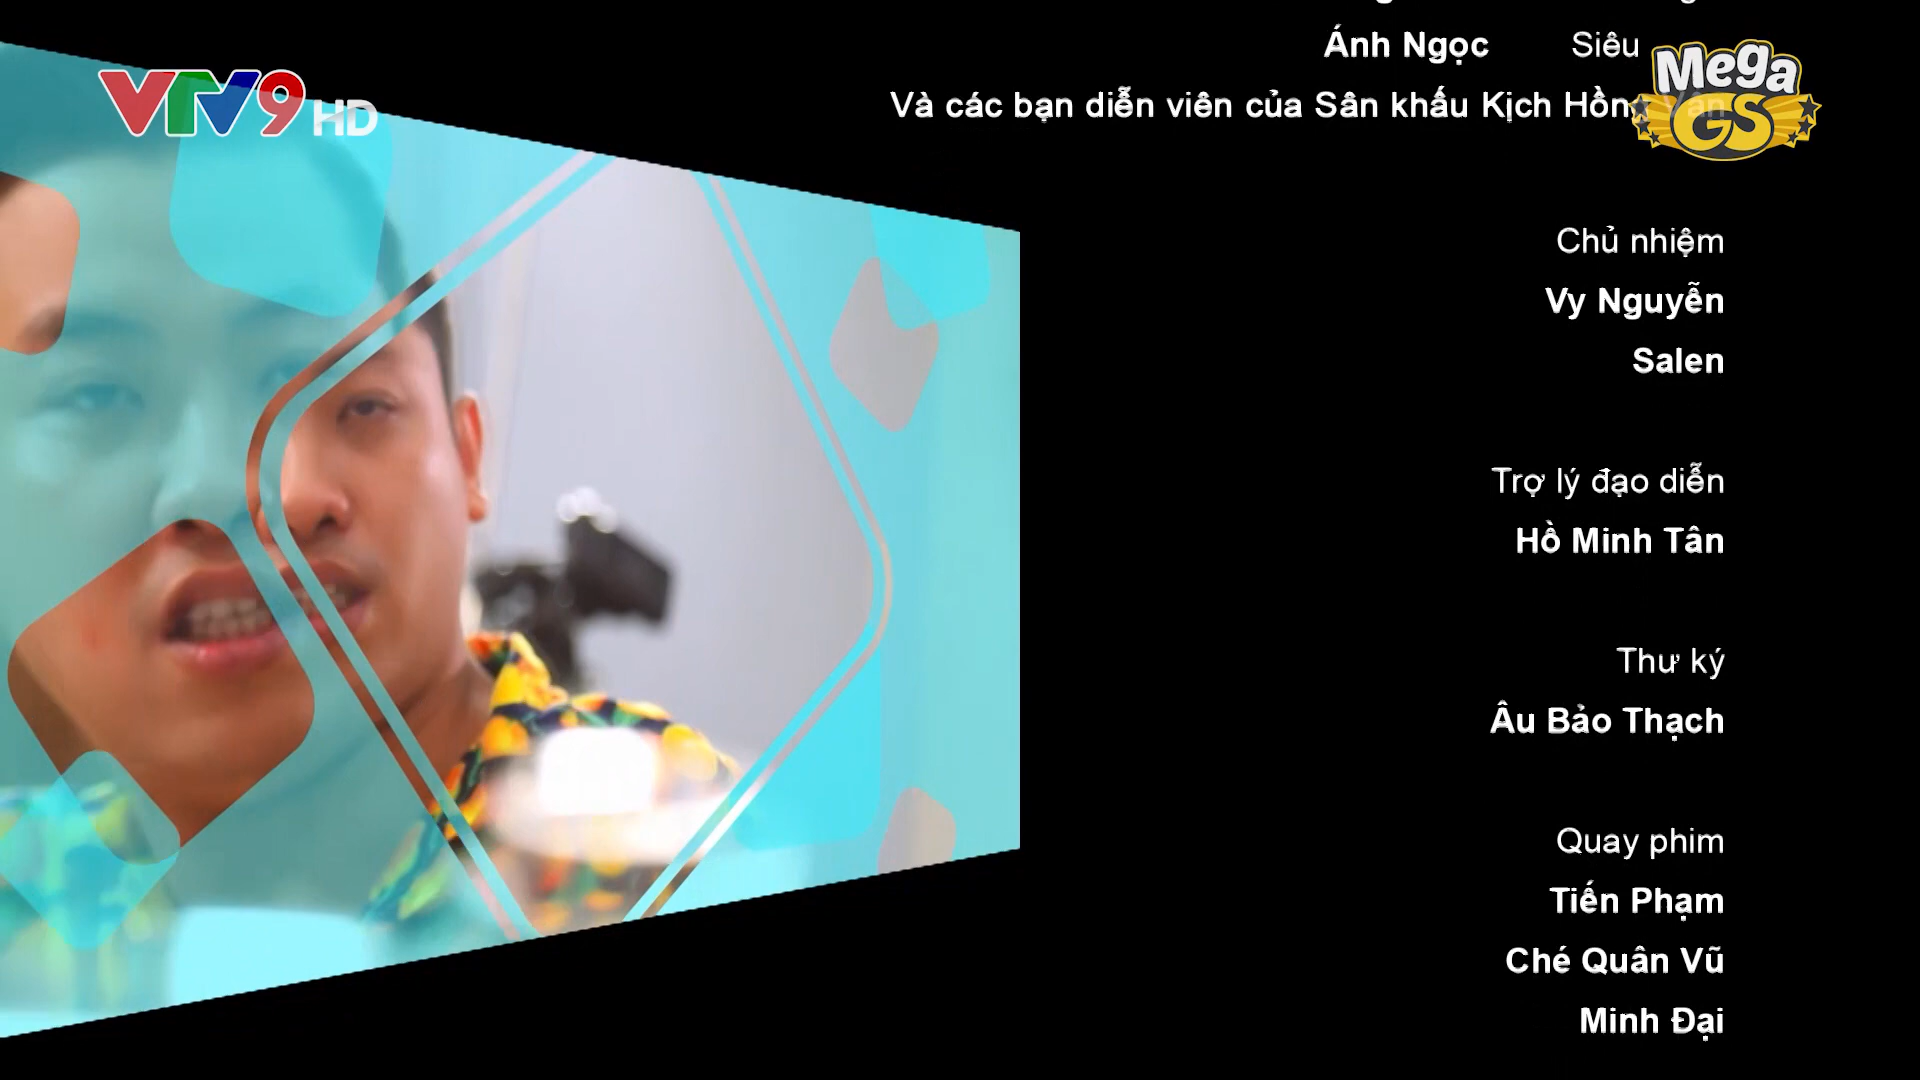 VTV9 HD
Ánh Ngọc Siêu
Mega GS
Và các bạn diễn viên của Sân khấu Kịch Hồng Vân
Chủ nhiệm
Vy Nguyễn
Salen
Trợ lý đạo diễn
Hồ Minh Tân
Thư ký
Âu Bảo Thạch
Quay phim
Tiến Phạm
Ché Quân Vũ
Minh Đại